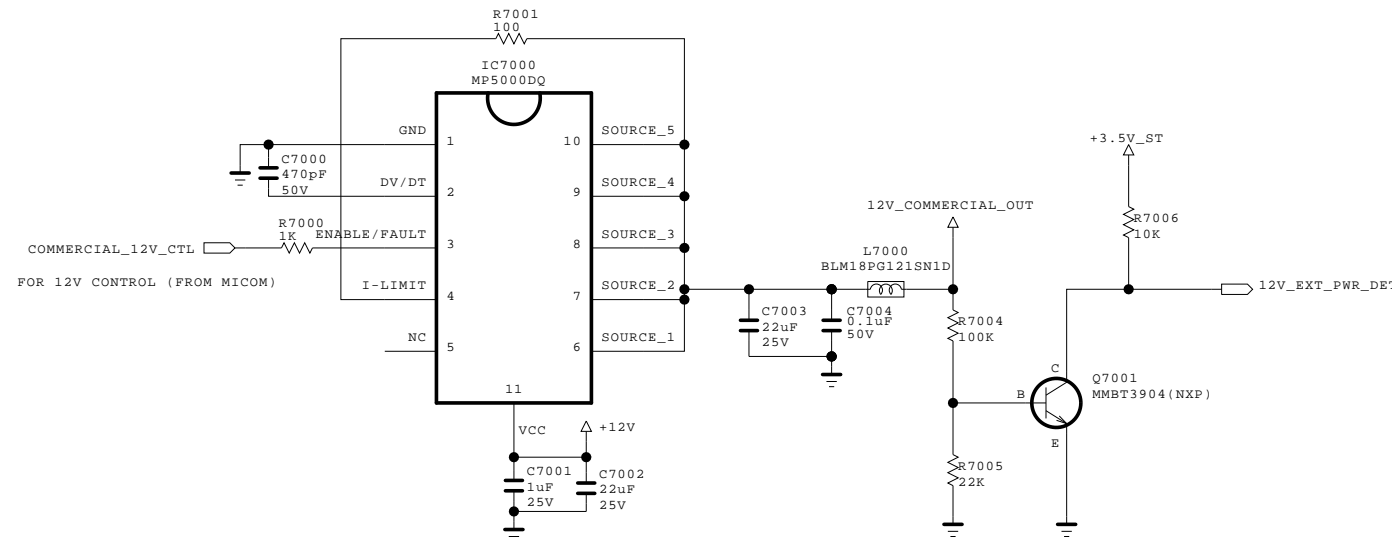 R7001
100
IC7000
MP5000DQ
GND
1
10
SOURCE_5
C7000
470pF
50V
DV/DT
2
9
SOURCE_4
+3.5V_ST
R7000
1K
ENABLE/FAULT
3
8
SOURCE_3
COMMERCIAL_12V_CTL
FOR 12V CONTROL (FROM MICOM)
12V_COMMERCIAL_OUT
R7006
10K
L7000
BLM18PG121SN1D
I-LIMIT
4
7
SOURCE_2
12V_EXT_PWR_DET
C7003
22uF
25V
C7004
0.1uF
50V
R7004
100K
NC
5
6
SOURCE_1
11
VCC
+12V
C
B
E
Q7001
MMBT3904(NXP)
C7001
1uF
25V
C7002
22uF
25V
R7005
22K